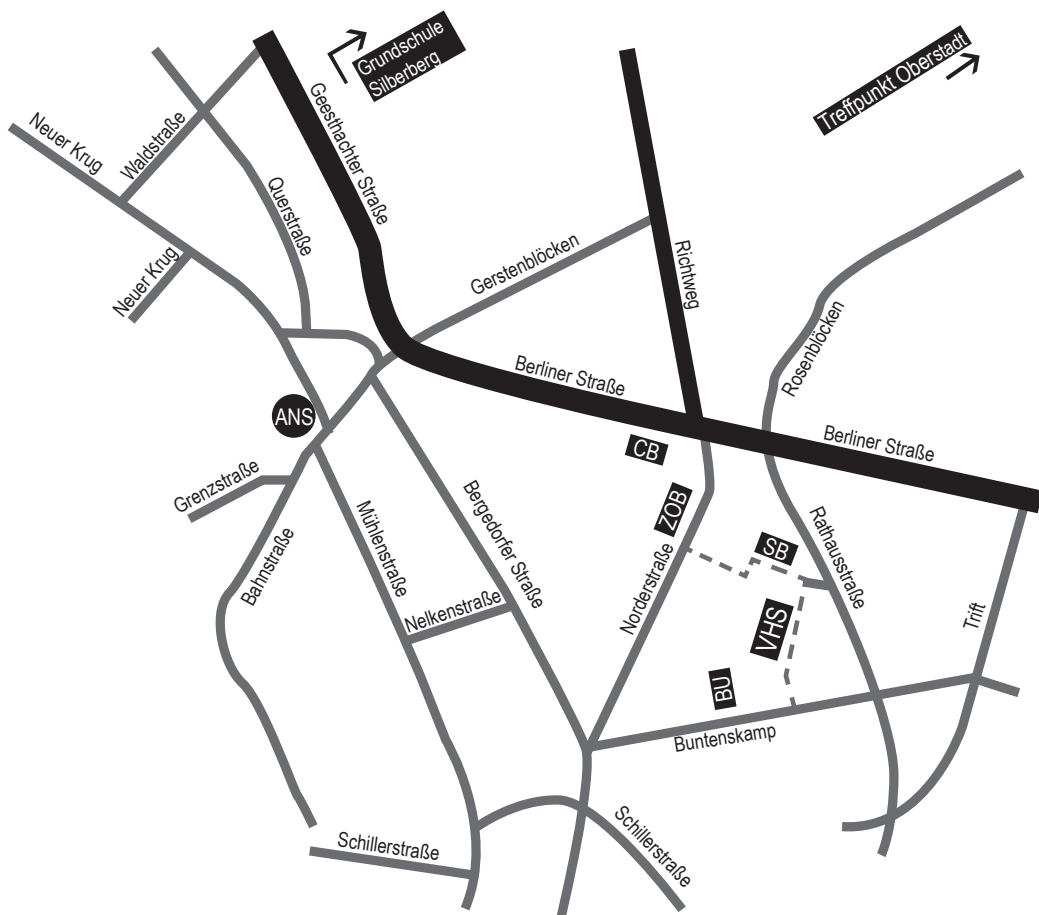 Grundschule
Silberberg
Treffpunkt Oberstadt
Geesthachter Straße
Neuer Krug
Waldstraße
Querstraße
Neuer Krug
Gerstenblöcken
Richtweg
Rosenblöcken
Berliner Straße
Berliner Straße
ANS
CB
Grenzstraße
ZOB
Bahnstraße
Mühlenstraße
Bergedorfer Straße
SB
Rathausstraße
Norderstraße
Nelkenstraße
VHS
Trift
BU
Buntenskamp
Schillerstraße
Schillerstraße